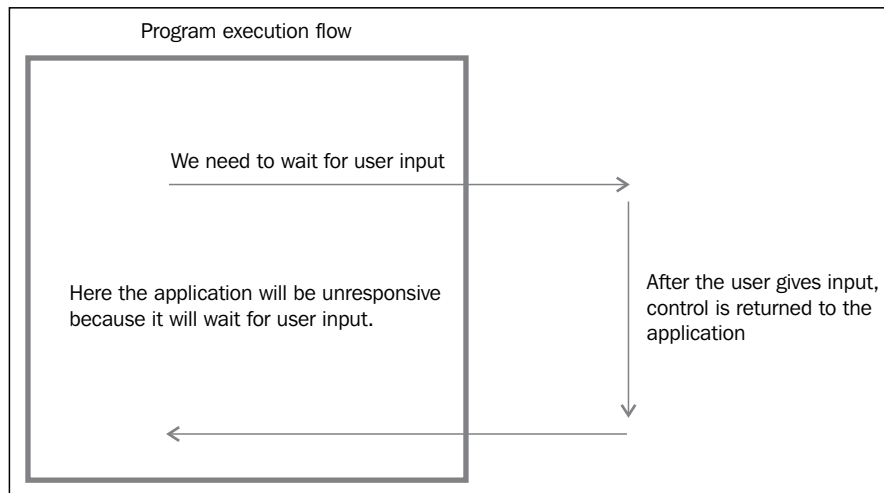 Program execution flow
We need to wait for user input
Here the application will be unresponsive
because it will wait for user input.
After the user gives input,
control is returned to the
application